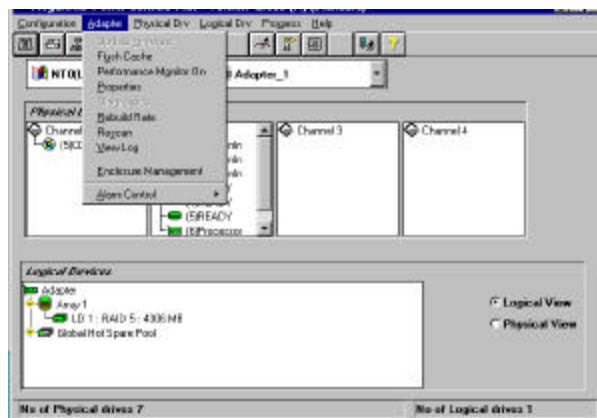 Configuration Adapter Physical Drv Logical Drv Progress Help
Flash Cache
Performance Monitor On
Properties
Rebuild Rate
Rescan
View Log
Enclosure Management
Alarm Control
Adapter_1
Channel 3
Channel 4
(5)READY
(6)Processor
Logical Devices
Adapter
Array 1
LD 1 : RAID 5 : 4306 MB
Global Hot Spare Pool
Logical View
Physical View
No of Physical drives 7
No of Logical drives 1